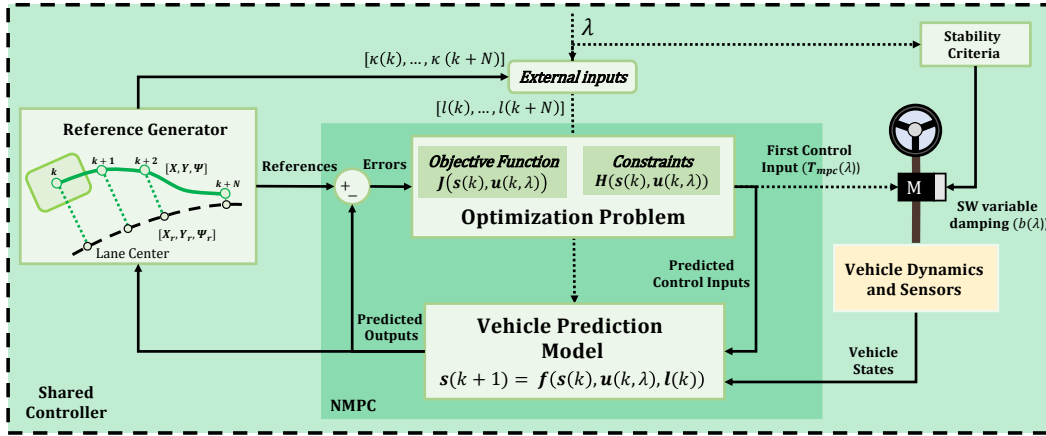 λ
Stability
Criteria
[κ(k), … , κ (k + N)]
External inputs
[l(k), … , l(k + N)]
Reference Generator
k
k + 1
k + 2
[X, Y, Ψ]
k + N
[X_r, Y_r, Ψ_r]
Lane Center
References
+
−
Errors
Objective Function
J(s(k), u(k, λ))
Constraints
H(s(k), u(k, λ))
Optimization Problem
First Control
Input (T_mpc(λ))
M
SW variable
damping (b(λ))
Predicted
Control Inputs
Vehicle Dynamics
and Sensors
Predicted
Outputs
Vehicle Prediction
Model
s(k + 1) = f(s(k), u(k, λ), l(k))
Vehicle
States
Shared
Controller
NMPC